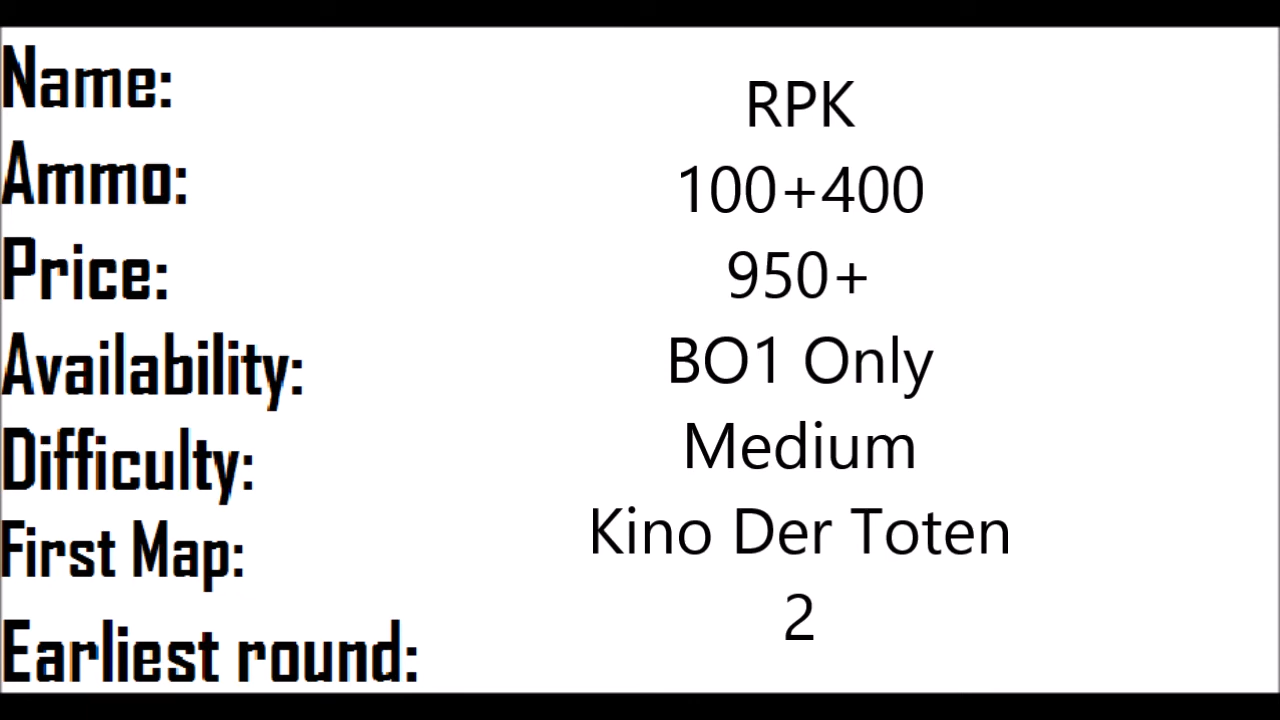 Name: RPK
Ammo: 100+400
Price: 950+
Availability: BO1 Only
Difficulty: Medium
First Map: Kino Der Toten
Earliest round: 2